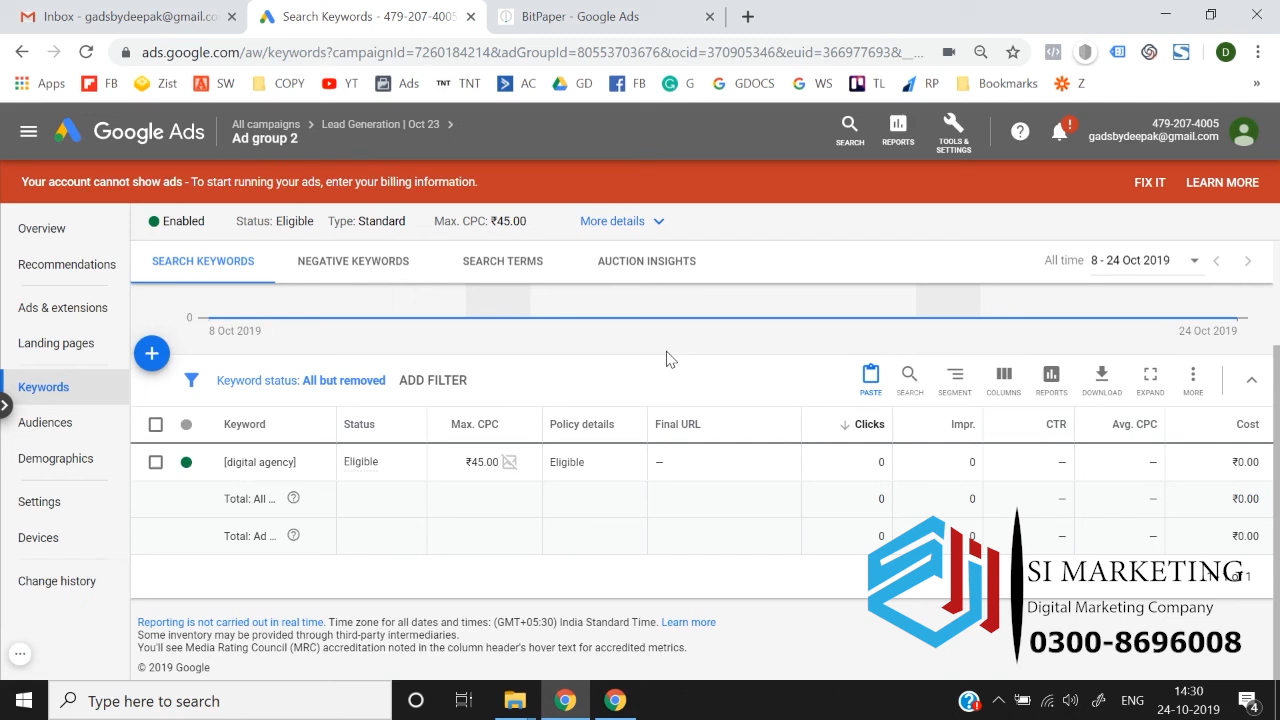 Inbox - gadsbydeepak@gmail.co
Search Keywords - 479-207-4005
BitPaper - Google Ads
ads.google.com/aw/keywords?campaignId=7260184214&adGroupId=80553703676&ocid=370905346&euid=366977693&__...
D
Apps
FB
Zist
SW
COPY
YT
Ads
TNT TNT
AC
GD
FB
G
GDOCS
WS
TL
RP
Bookmarks
Z
»
Google Ads
All campaigns > Lead Generation | Oct 23 >
Ad group 2
SEARCH
REPORTS
TOOLS & SETTINGS
479-207-4005
gadsbydeepak@gmail.com
Your account cannot show ads - To start running your ads, enter your billing information.
FIX IT
LEARN MORE
Enabled
Status: Eligible
Type: Standard
Max. CPC: ₹45.00
More details
SEARCH KEYWORDS
NEGATIVE KEYWORDS
SEARCH TERMS
AUCTION INSIGHTS
All time 8 - 24 Oct 2019
Overview
Recommendations
Ads & extensions
Landing pages
Keywords
Audiences
Demographics
Settings
Devices
Change history
0
8 Oct 2019
24 Oct 2019
Keyword status: All but removed
ADD FILTER
PASTE
SEARCH
SEGMENT
COLUMNS
REPORTS
DOWNLOAD
EXPAND
MORE
Keyword Status Max. CPC Policy details Final URL Clicks Impr. CTR Avg. CPC Cost
[digital agency] Eligible ₹45.00 Eligible — 0 0 — — ₹0.00
Total: All ... 0 0 — — ₹0.00
Total: Ad ... 0 0 — — ₹0.00
SI MARKETING
Digital Marketing Company
0300-8696008
Reporting is not carried out in real time. Time zone for all dates and times: (GMT+05:30) India Standard Time. Learn more
Some inventory may be provided through third-party intermediaries.
You'll see Media Rating Council (MRC) accreditation noted in the column header's hover text for accredited metrics.
© 2019 Google
Type here to search
ENG
14:30
24-10-2019
4